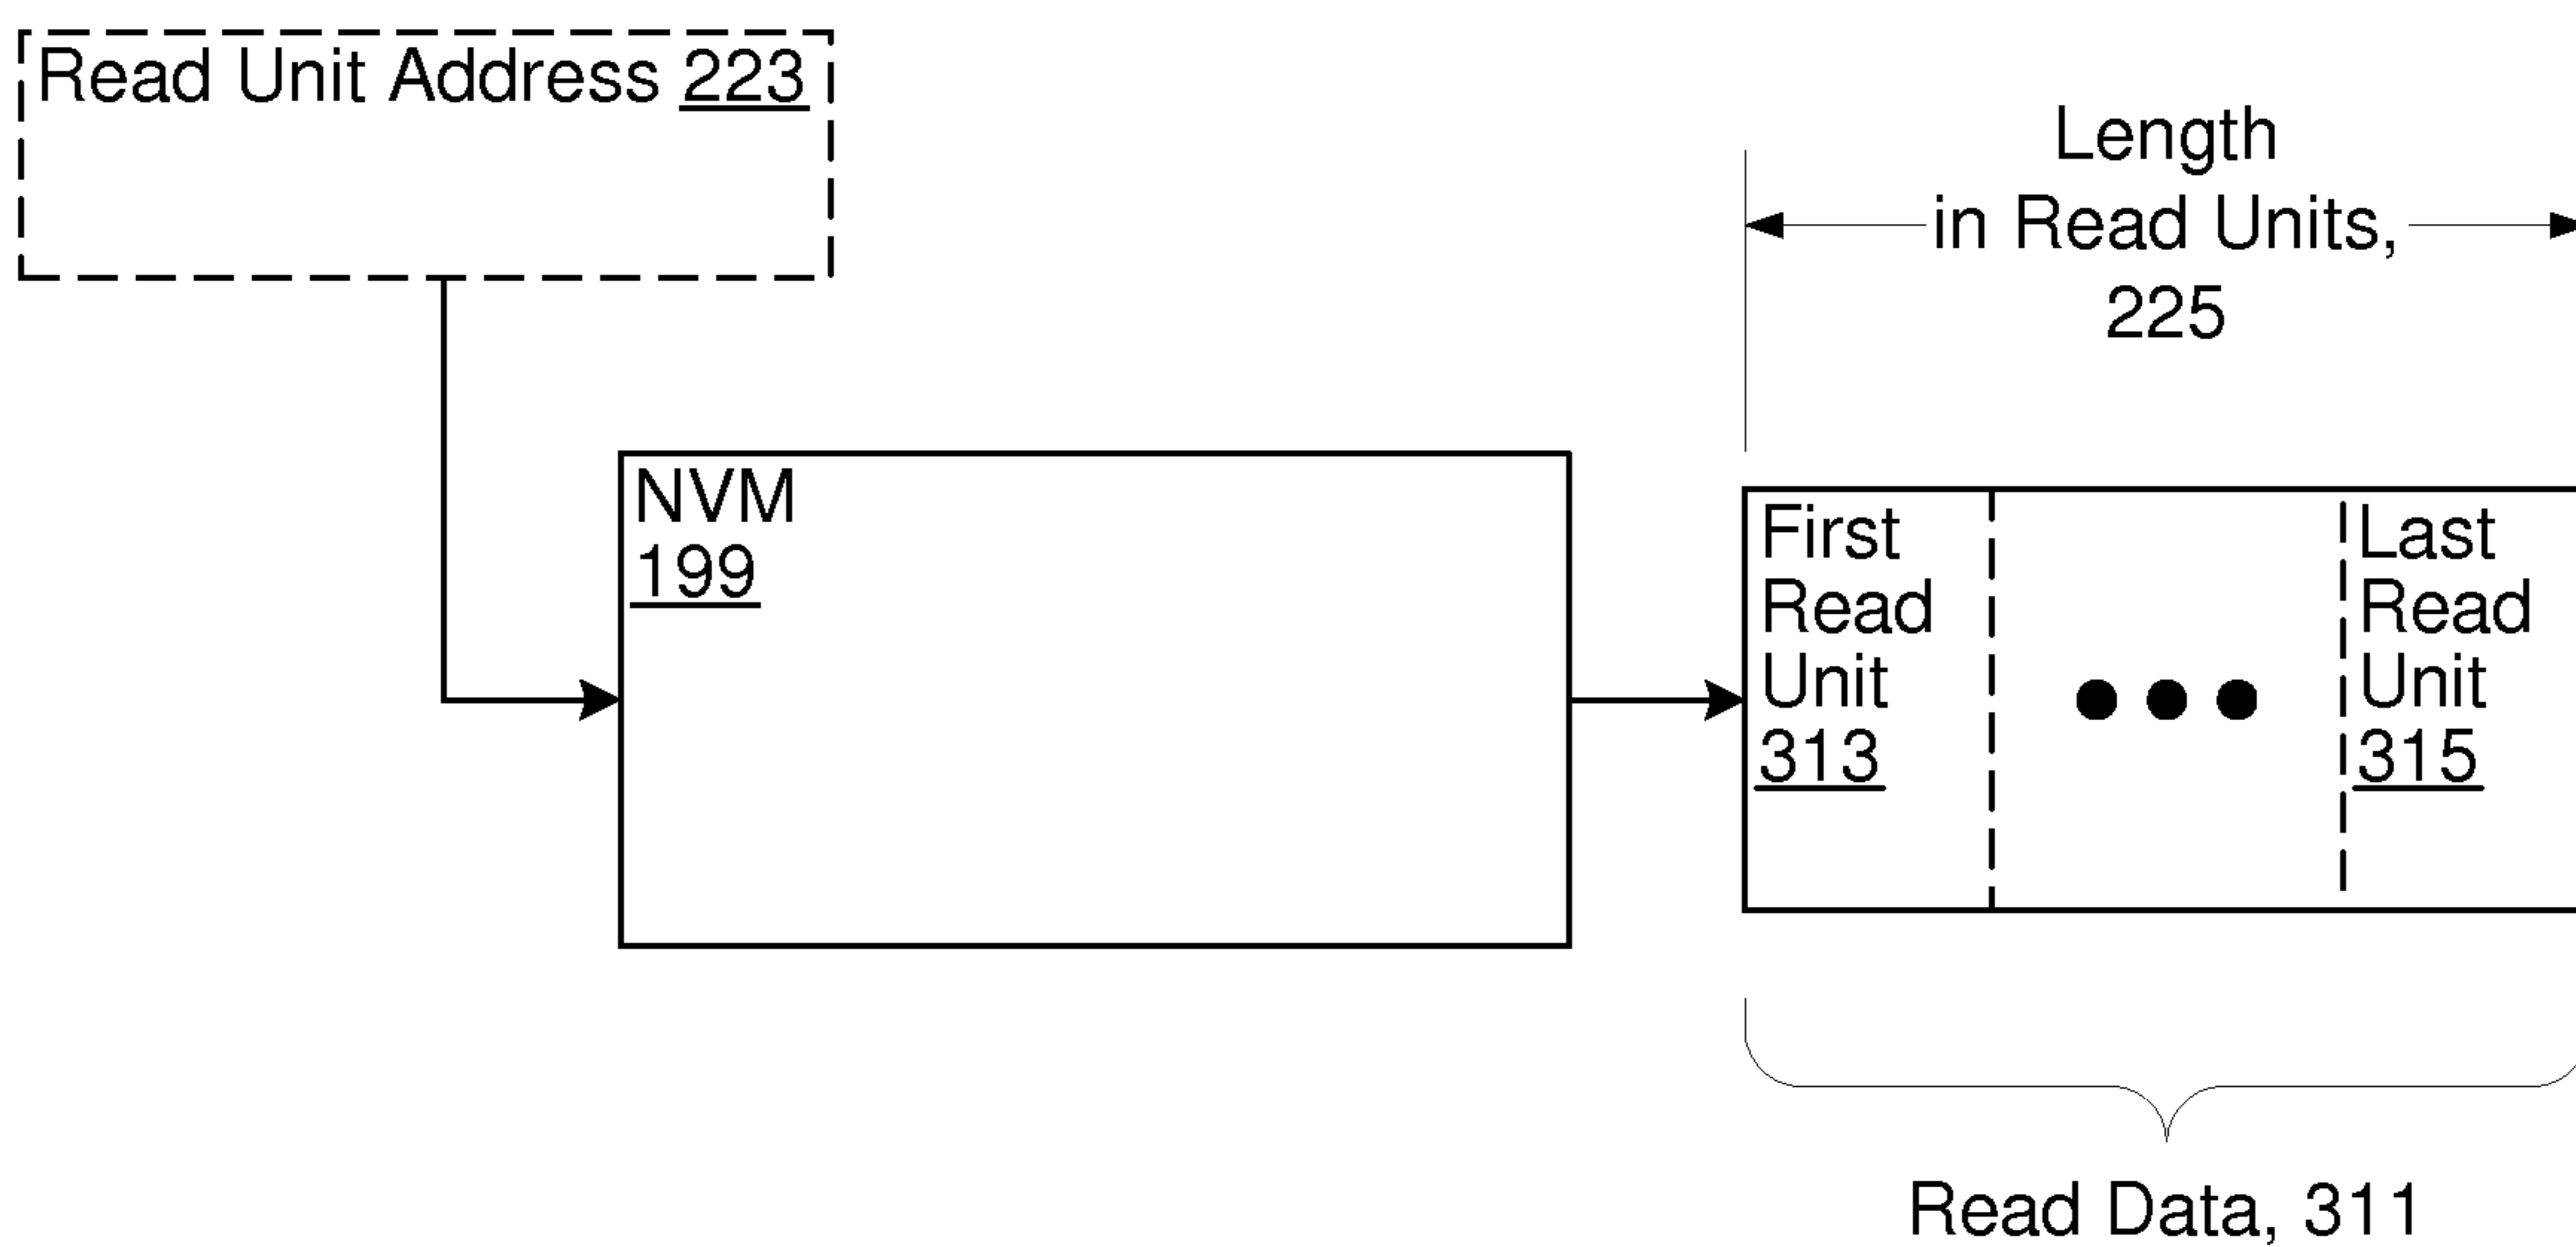 Read Unit Address 223
Length
in Read Units,
225
NVM
199
First
Read
Unit
313
Last
Read
Unit
315
Read Data, 311